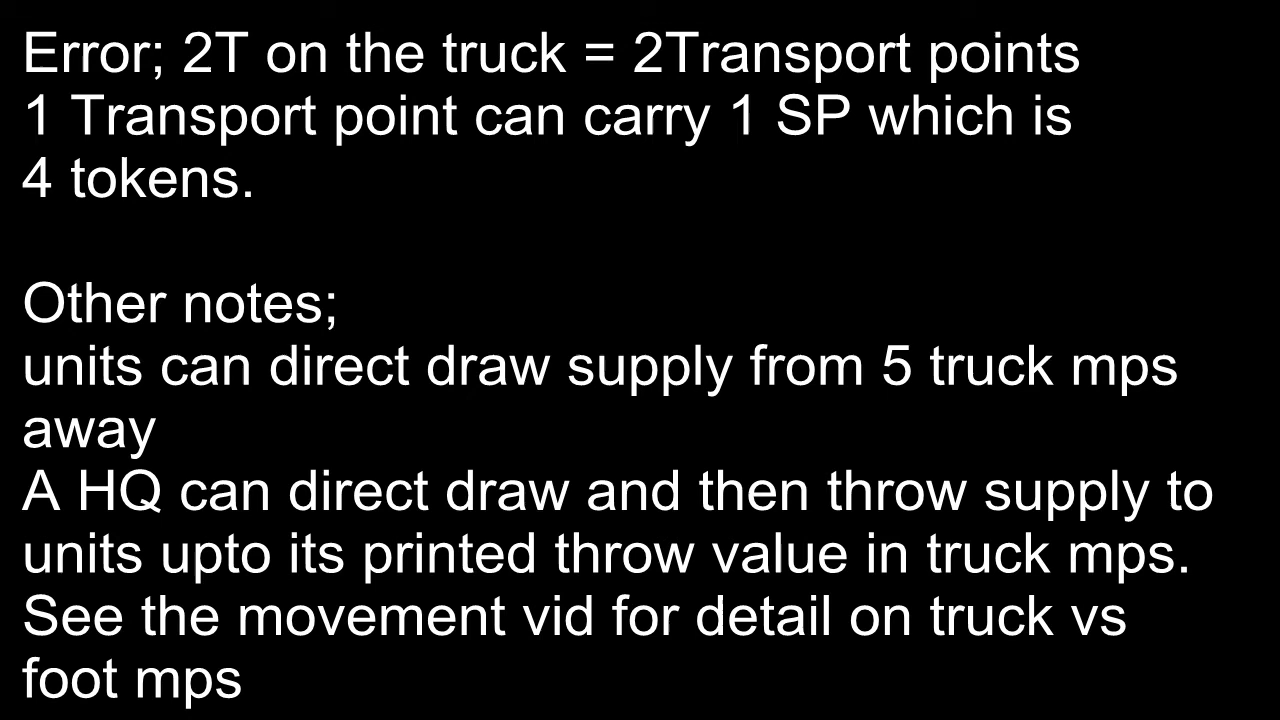 Error; 2T on the truck = 2Transport points
1 Transport point can carry 1 SP which is
4 tokens.
Other notes;
units can direct draw supply from 5 truck mps
away
A HQ can direct draw and then throw supply to
units upto its printed throw value in truck mps.
See the movement vid for detail on truck vs
foot mps